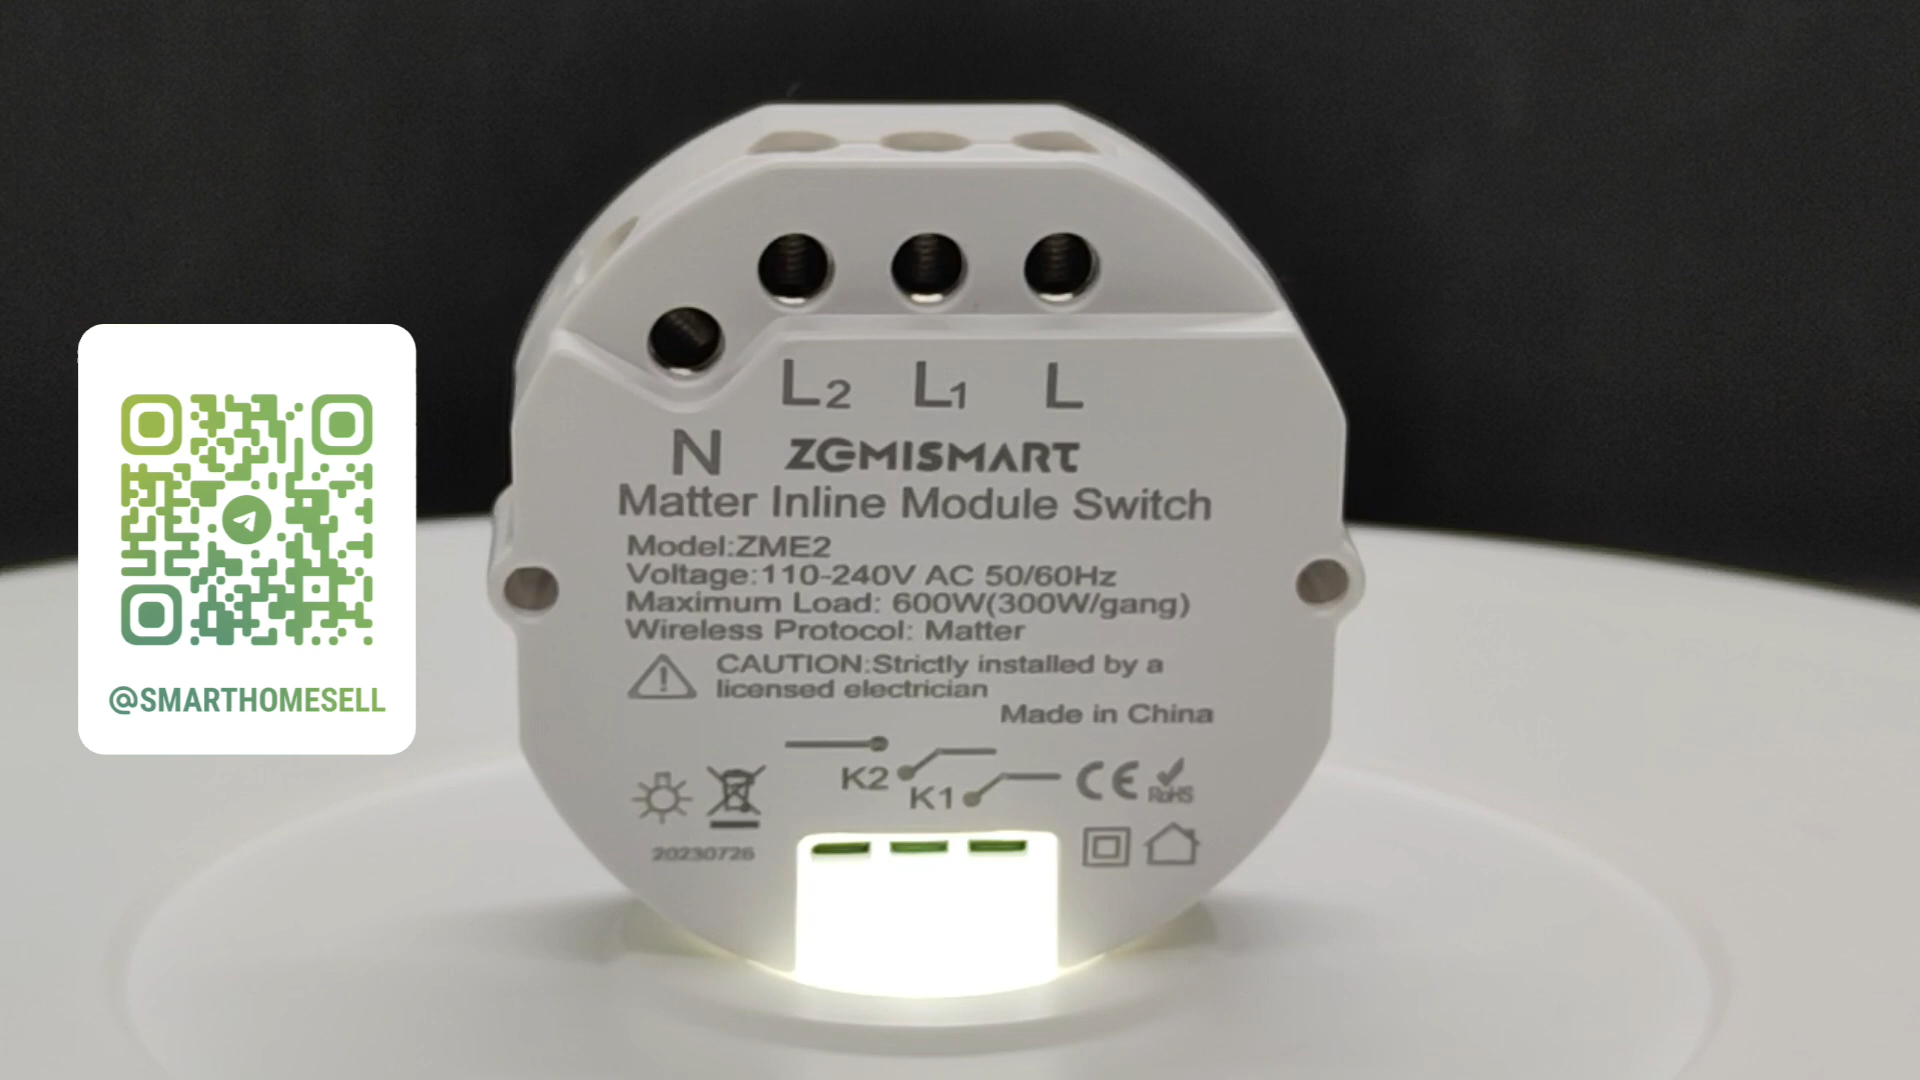 L2 L1 L
N ZEMISMART
Matter Inline Module Switch
Model:ZME2
Voltage:110-240V AC 50/60Hz
Maximum Load: 600W(300W/gang)
Wireless Protocol: Matter
CAUTION:Strictly installed by a
licensed electrician
Made in China
K2
K1
CE
RoHS
20230726
@SMARTHOMESELL